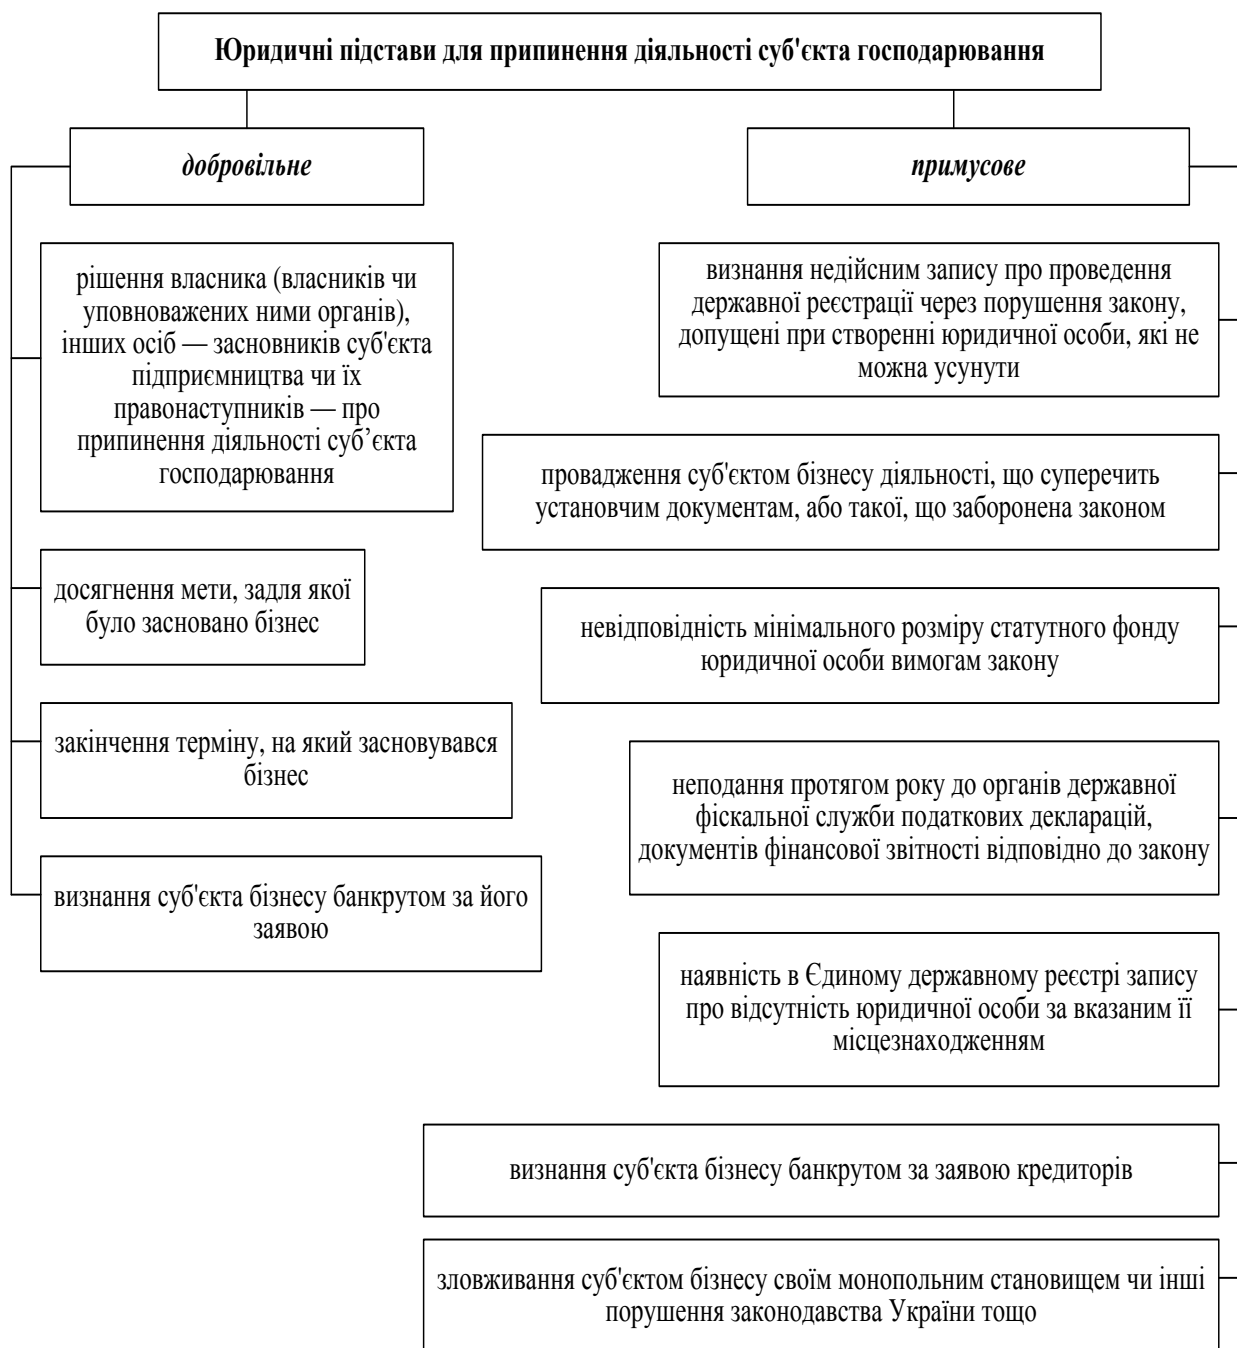 Юридичні підстави для припинення діяльності суб'єкта господарювання
добровільне
рішення власника (власників чи
уповноважених ними органів),
інших осіб — засновників суб'єкта
підприємництва чи їх
правонаступників — про
припинення діяльності суб’єкта
господарювання
досягнення мети, задля якої
було засновано бізнес
закінчення терміну, на який засновувався
бізнес
визнання суб'єкта бізнесу банкрутом за його
заявою
примусове
визнання недійсним запису про проведення
державної реєстрації через порушення закону,
допущені при створенні юридичної особи, які не
можна усунути
провадження суб'єктом бізнесу діяльності, що суперечить
установчим документам, або такої, що заборонена законом
невідповідність мінімального розміру статутного фонду
юридичної особи вимогам закону
неподання протягом року до органів державної
фіскальної служби податкових декларацій,
документів фінансової звітності відповідно до закону
наявність в Єдиному державному реєстрі запису
про відсутність юридичної особи за вказаним її
місцезнаходженням
визнання суб'єкта бізнесу банкрутом за заявою кредиторів
зловживання суб'єктом бізнесу своїм монопольним становищем чи інші
порушення законодавства України тощо